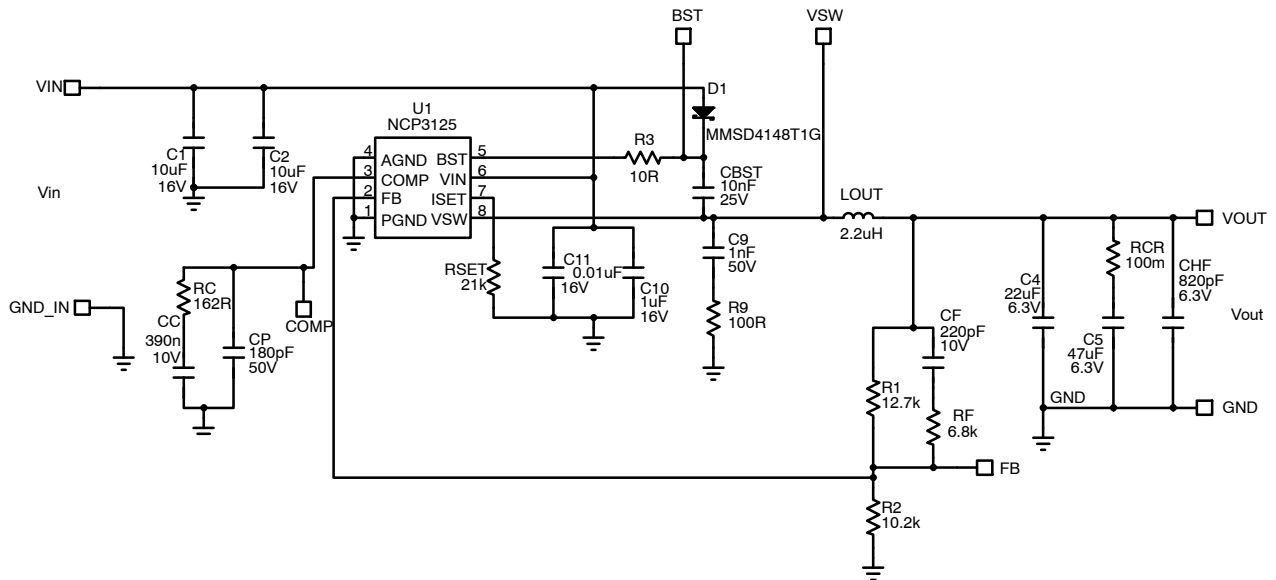 BST
VSW
VIN
D1
MMSD4148T1G
U1
NCP3125
4
AGND
BST
5
3
COMP
VIN
6
2
FB
ISET
7
1
PGND
VSW
8
R3
10R
C1
10uF
16V
C2
10uF
16V
Vin
CBST
10nF
25V
LOUT
2.2uH
VOUT
C9
1nF
50V
RCR
100m
CHF
820pF
6.3V
RSET
21k
C11
0.01uF
16V
C10
1uF
16V
C4
22uF
6.3V
Vout
RC
162R
GND_IN
COMP
R9
100R
CC
390n
10V
CP
180pF
50V
CF
220pF
10V
C5
47uF
6.3V
R1
12.7k
RF
6.8k
GND
GND
FB
R2
10.2k